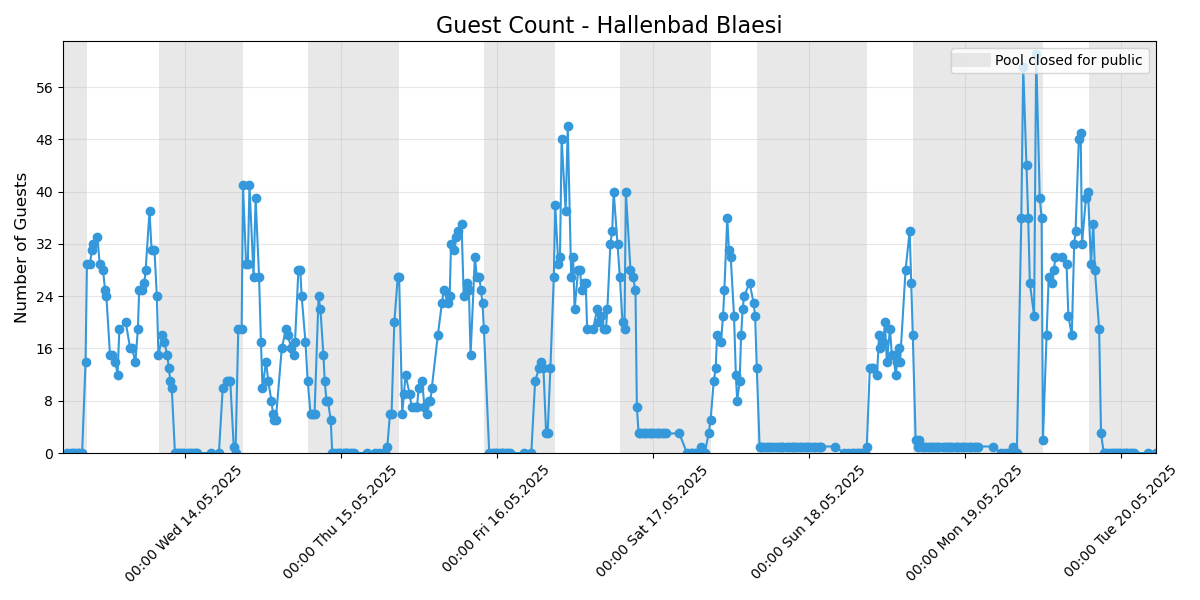 Guest Count - Hallenbad Blaesi
Pool closed for public
Number of Guests
56
48
40
32
24
16
8
0
00:00 Wed 14.05.2025
00:00 Thu 15.05.2025
00:00 Fri 16.05.2025
00:00 Sat 17.05.2025
00:00 Sun 18.05.2025
00:00 Mon 19.05.2025
00:00 Tue 20.05.2025